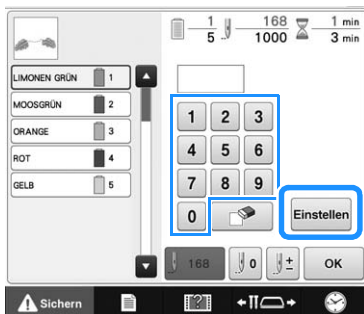 1/5 168/1000 1 min/3 min
LIMONEN GRÜN 1
MOOSGRÜN 2
ORANGE 3
ROT 4
GELB 5
1 2 3
4 5 6
7 8 9
0 Einstellen
168 0 ± OK
Sichern